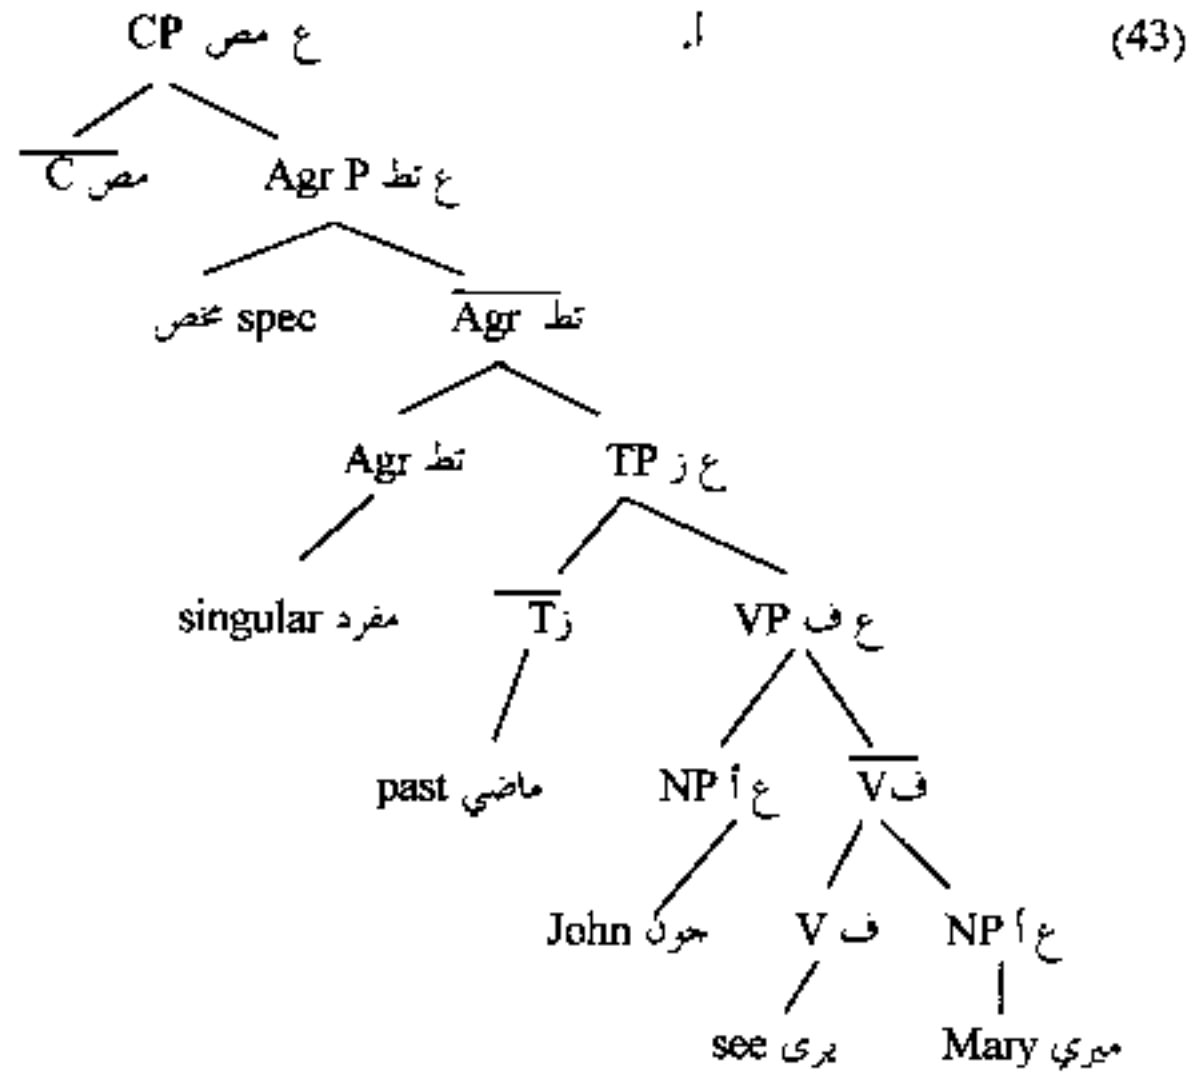 (43) أ. CP ع مص
C مص Agr P ع تط
spec مخص Agr تط
Agr تط TP ع ز
singular مفرد T ز VP ع ف
past ماضي NP ع أ V ف
John جون V ف NP ع أ
see يرى Mary ميري